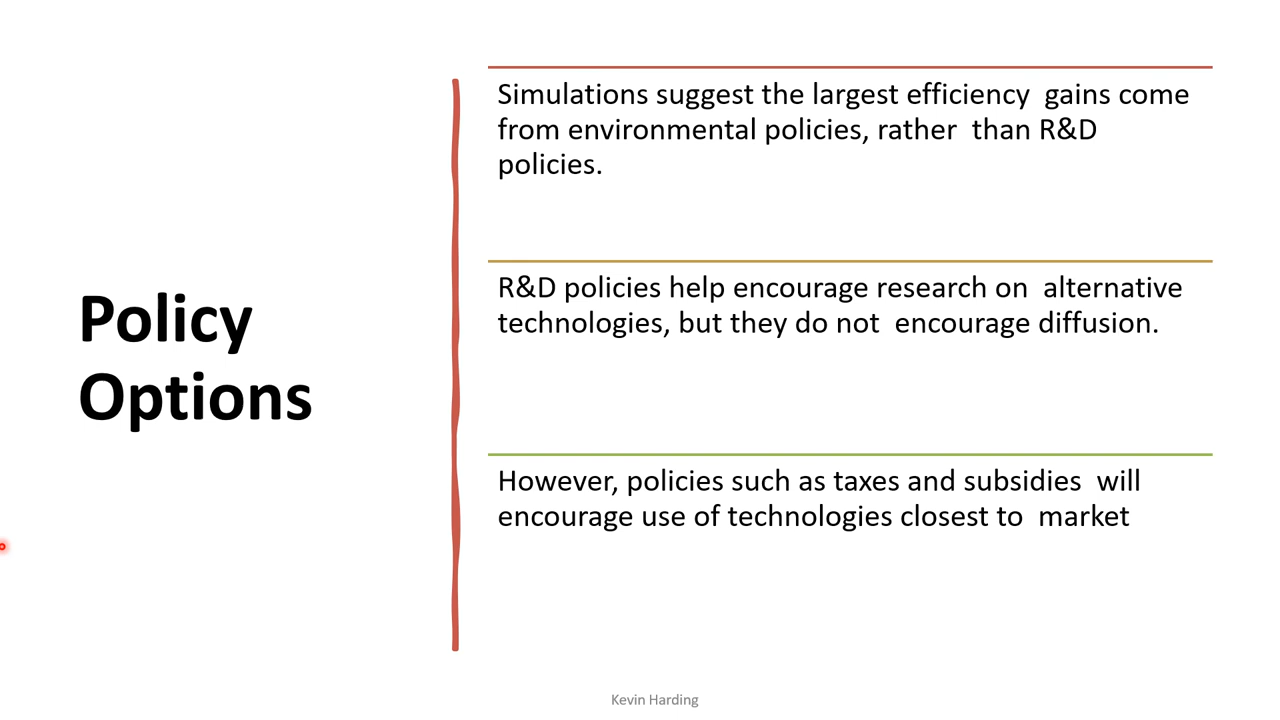 Policy
Options
Simulations suggest the largest efficiency  gains come
from environmental policies, rather  than R&D
policies.
R&D policies help encourage research on  alternative
technologies, but they do not  encourage diffusion.
However, policies such as taxes and subsidies  will
encourage use of technologies closest to  market
Kevin Harding